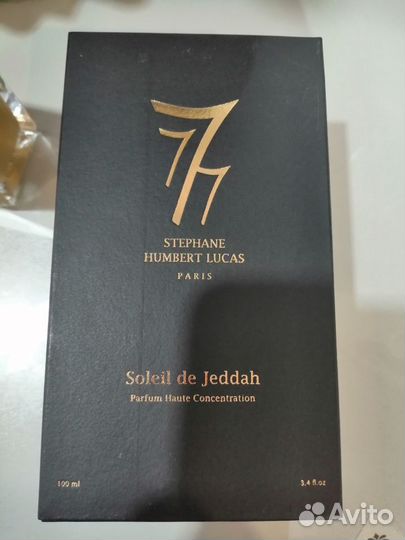 777
STEPHANE
HUMBERT LUCAS
PARIS
Soleil de Jeddah
Parfum Haute Concentration
100 ml 3.4 fl.oz
Avito